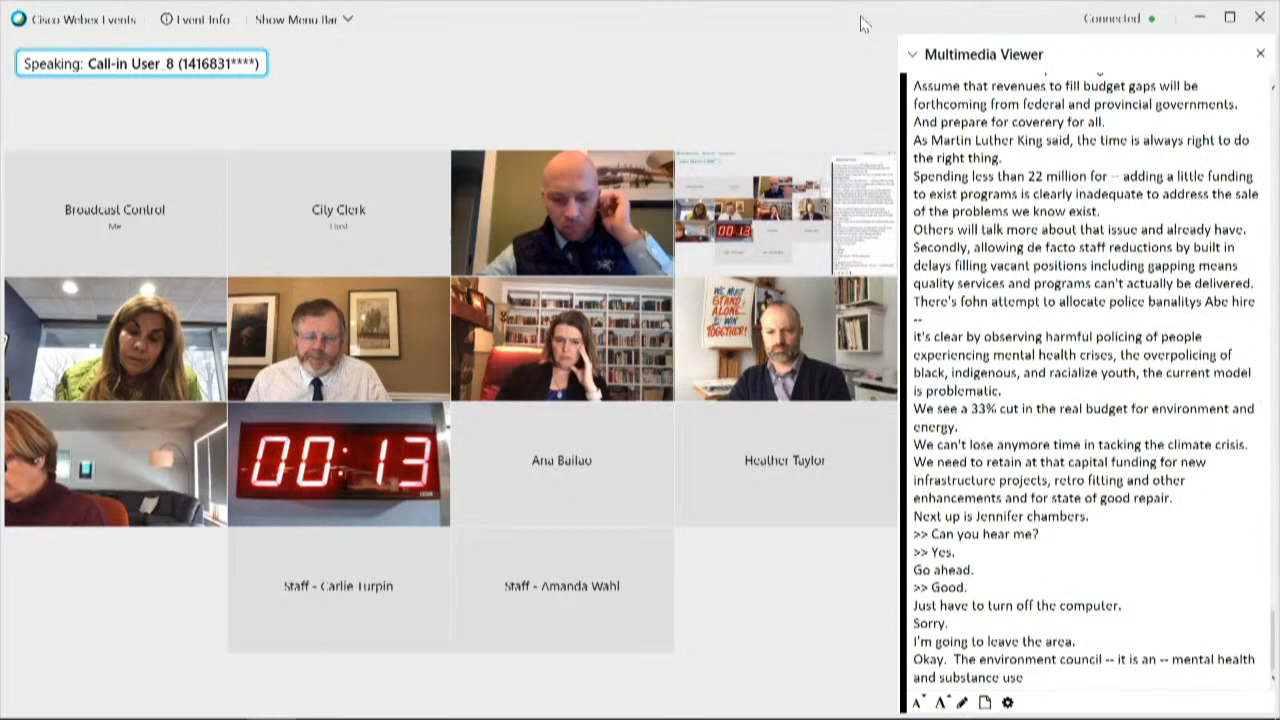 Cisco Webex Events
Event Info
Show Menu Bar
Connected
Speaking: Call-in User_8 (1416831****)
Multimedia Viewer
Broadcast Control
Me
City Clerk
Host
00:13
WE MUST
STAND
ALONE...
WIN
TOGETHER!
00:13
Ana Bailao
Heather Taylor
Staff - Carlie Turpin
Staff - Amanda Wahl
Assume that revenues to fill budget gaps will be
forthcoming from federal and provincial governments.
And prepare for coverery for all.
As Martin Luther King said, the time is always right to do
the right thing.
Spending less than 22 million for -- adding a little funding
to exist programs is clearly inadequate to address the sale
of the problems we know exist.
Others will talk more about that issue and already have.
Secondly, allowing de facto staff reductions by built in
delays filling vacant positions including gapping means
quality services and programs can't actually be delivered.
There's fohn attempt to allocate police banalitys Abe hire
--
it's clear by observing harmful policing of people
experiencing mental health crises, the overpolicing of
black, indigenous, and racialize youth, the current model
is problematic.
We see a 33% cut in the real budget for environment and
energy.
We can't lose anymore time in tacking the climate crisis.
We need to retain at that capital funding for new
infrastructure projects, retro fitting and other
enhancements and for state of good repair.
Next up is Jennifer chambers.
>> Can you hear me?
>> Yes.
Go ahead.
>> Good.
Just have to turn off the computer.
Sorry.
I'm going to leave the area.
Okay.  The environment council -- it is an -- mental health
and substance use